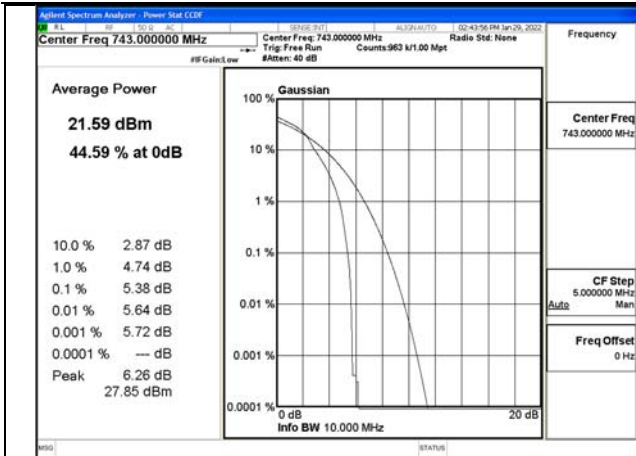 Agilent Spectrum Analyzer - Power Stat CCDF
RL RF 50 Ω AC SENSE:INT ALIGNAUTO 02:43:56 PM Jan 29, 2022
Center Freq 743.000000 MHz
Center Freq: 743.000000 MHz
Radio Std: None
Trig: Free Run
Counts:963 k/1.00 Mpt
#IFGain:Low
#Atten: 40 dB
Frequency
Average Power
21.59 dBm
44.59 % at 0dB
10.0 % 2.87 dB
1.0 % 4.74 dB
0.1 % 5.38 dB
0.01 % 5.64 dB
0.001 % 5.72 dB
0.0001 % --- dB
Peak 6.26 dB
27.85 dBm
Gaussian
100 %
10 %
1 %
0.1 %
0.01 %
0.001 %
0.0001 %
0 dB 20 dB
Info BW 10.000 MHz
Center Freq
743.000000 MHz
CF Step
5.000000 MHz
Auto Man
Freq Offset
0 Hz
MSG STATUS